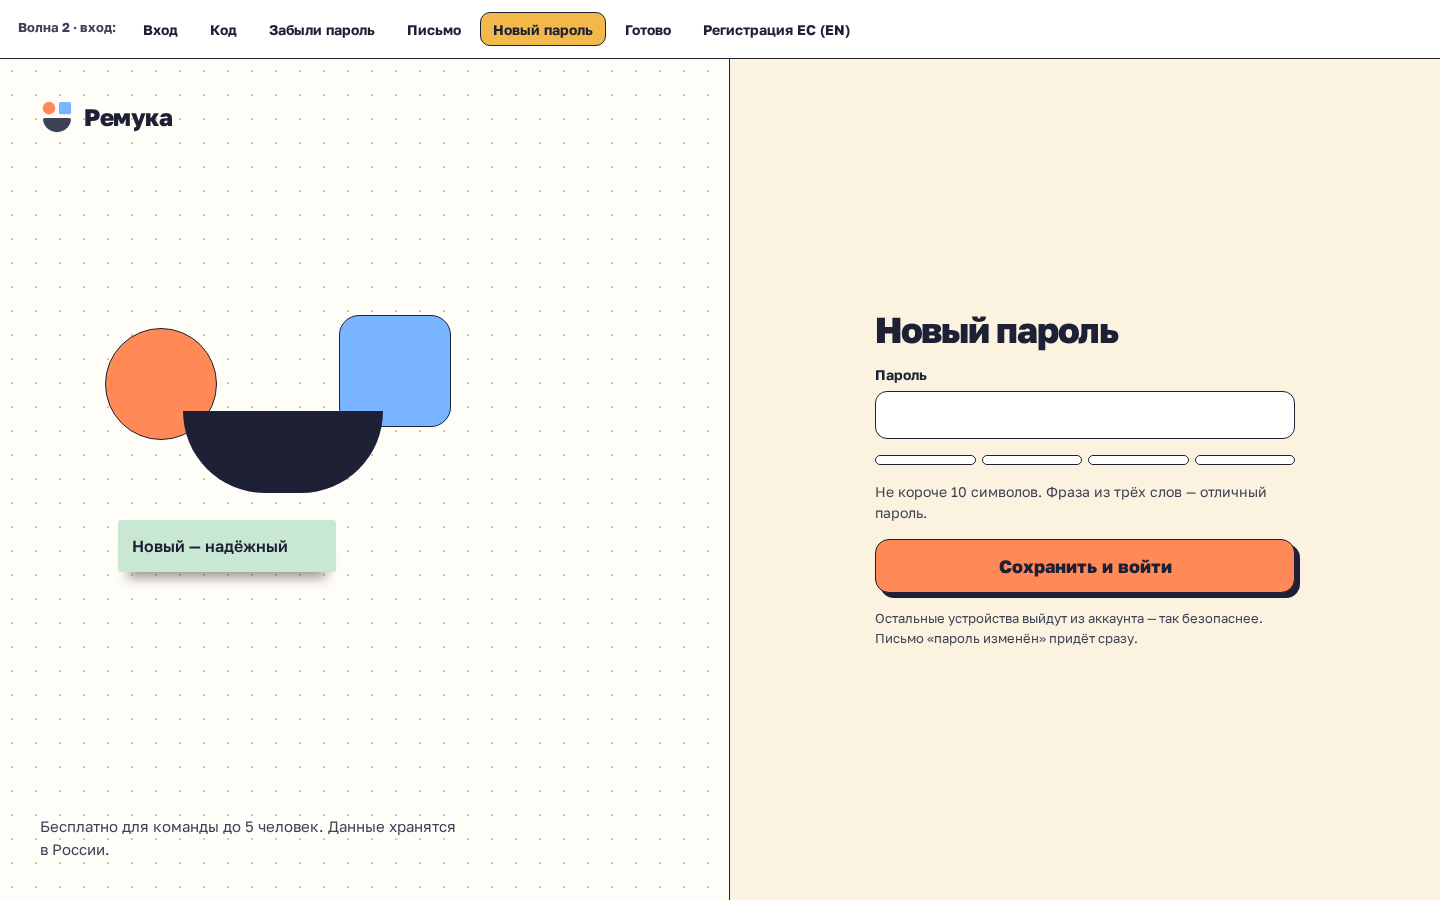 Волна 2 · вход: Вход Код Забыли пароль Письмо Новый пароль Готово Регистрация ЕС (EN)
Ремука
Новый — надёжный
Бесплатно для команды до 5 человек. Данные хранятся
в России.
Новый пароль
Пароль
Не короче 10 символов. Фраза из трёх слов — отличный
пароль.
Сохранить и войти
Остальные устройства выйдут из аккаунта — так безопаснее.
Письмо «пароль изменён» придёт сразу.